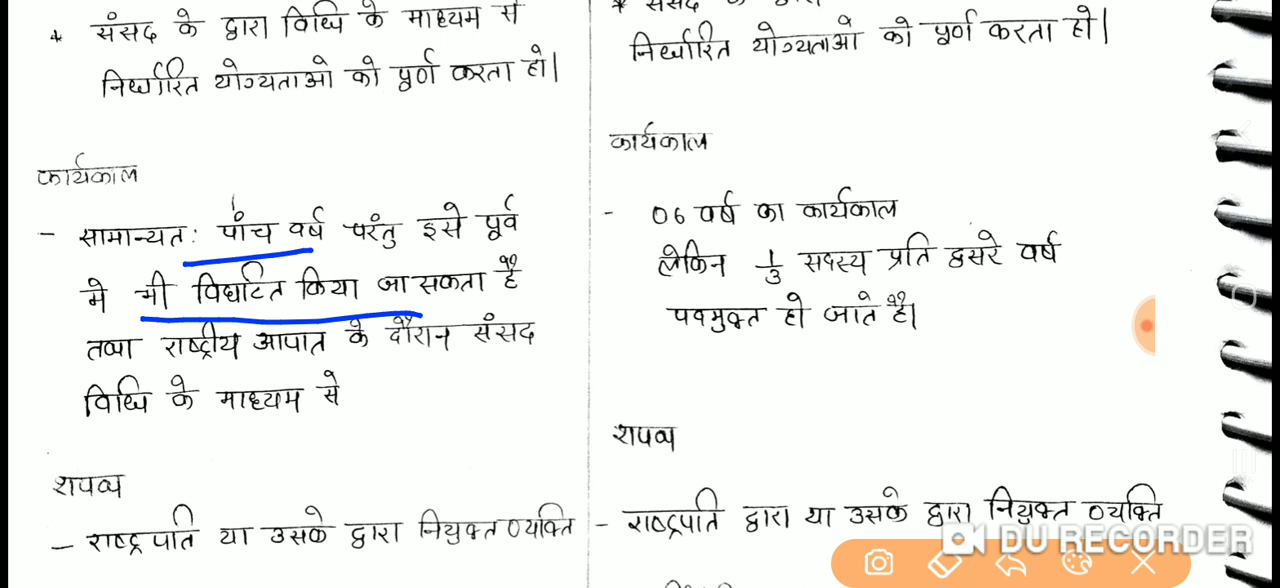 * संसद के द्वारा विधि के माध्यम से
निर्धारित योग्यताओ को पूर्ण करता हो।
कार्यकाल
- सामान्यत: पांच वर्ष परंतु इसे पूर्व
मे भी विघटित किया जा सकता है
तथा राष्ट्रीय आपात के दौरान संसद
विधि के माध्यम से
शपथ
- राष्ट्रपति या उसके द्वारा नियुक्त व्यक्ति
निर्धारित योग्यताओ को पूर्ण करता हो।
कार्यकाल
- 06 वर्ष का कार्यकाल
लेकिन 1/3 सदस्य प्रति दूसरे वर्ष
पदमुक्त हो जाते है।
शपथ
- राष्ट्रपति द्वारा या उसके द्वारा नियुक्त व्यक्ति
DU RECORDER